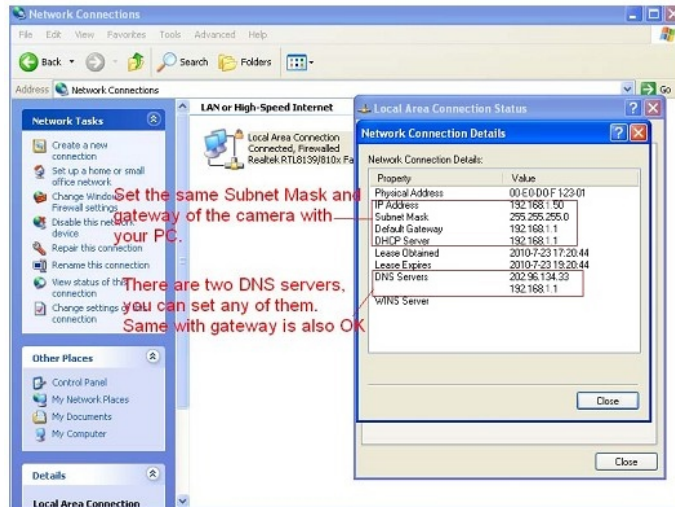 Network Connections
File Edit View Favorites Tools Advanced Help
Back Search Folders
Address Network Connections Go
Network Tasks
Create a new
connection
Set up a home or small
office network
Change Windows
Firewall settings
Disable this network
device
Repair this connection
Rename this connection
View status of this
connection
Change settings of this
connection
Other Places
Control Panel
My Network Places
My Documents
My Computer
Details
Local Area Connection
LAN or High-Speed Internet
Local Area Connection
Connected, Firewalled
Realtek RTL8139/810x Fa
Set the same Subnet Mask and
gateway of the camera with
your PC.
There are two DNS servers,
you can set any of them.
Same with gateway is also OK
Local Area Connection Status
Network Connection Details
Network Connection Details:
Property Value
Physical Address 00-E0-D0-F1-23-01
IP Address 192.168.1.50
Subnet Mask 255.255.255.0
Default Gateway 192.168.1.1
DHCP Server 192.168.1.1
Lease Obtained 2010-7-23 17:20:44
Lease Expires 2010-7-23 19:20:44
DNS Servers 202.96.134.33
192.168.1.1
WINS Server
Close
Close